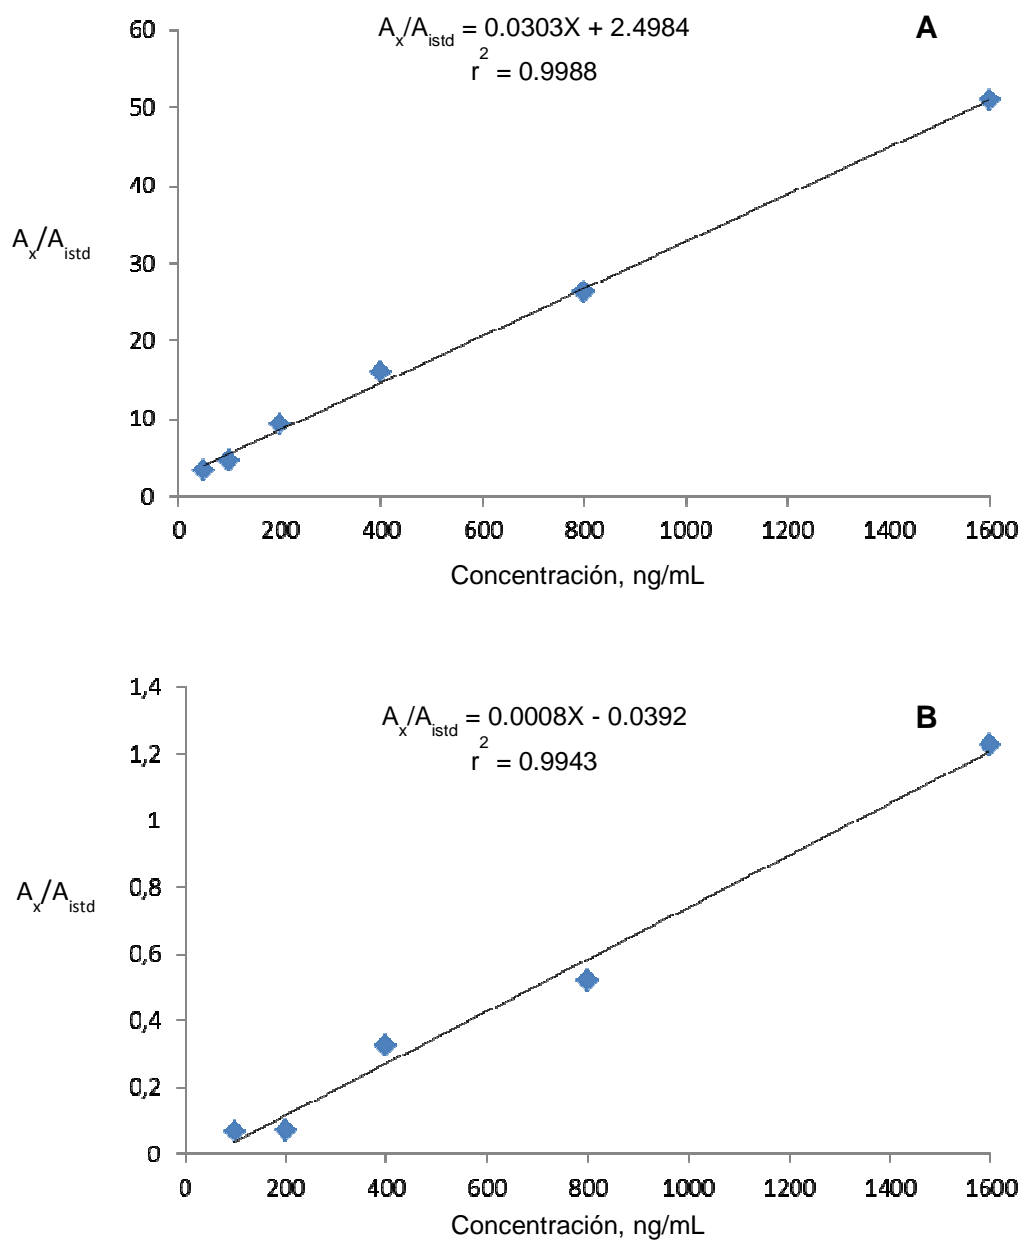 Aₓ/Aistd = 0.0303X + 2.4984
A
r² = 0.9988
60
50
40
30
20
10
0
Aₓ/Aistd
0 200 400 600 800 1000 1200 1400 1600
Concentración, ng/mL
Aₓ/Aistd = 0.0008X - 0.0392
B
r² = 0.9943
1,4
1,2
1
0,8
0,6
0,4
0,2
0
Aₓ/Aistd
0 200 400 600 800 1000 1200 1400 1600
Concentración, ng/mL